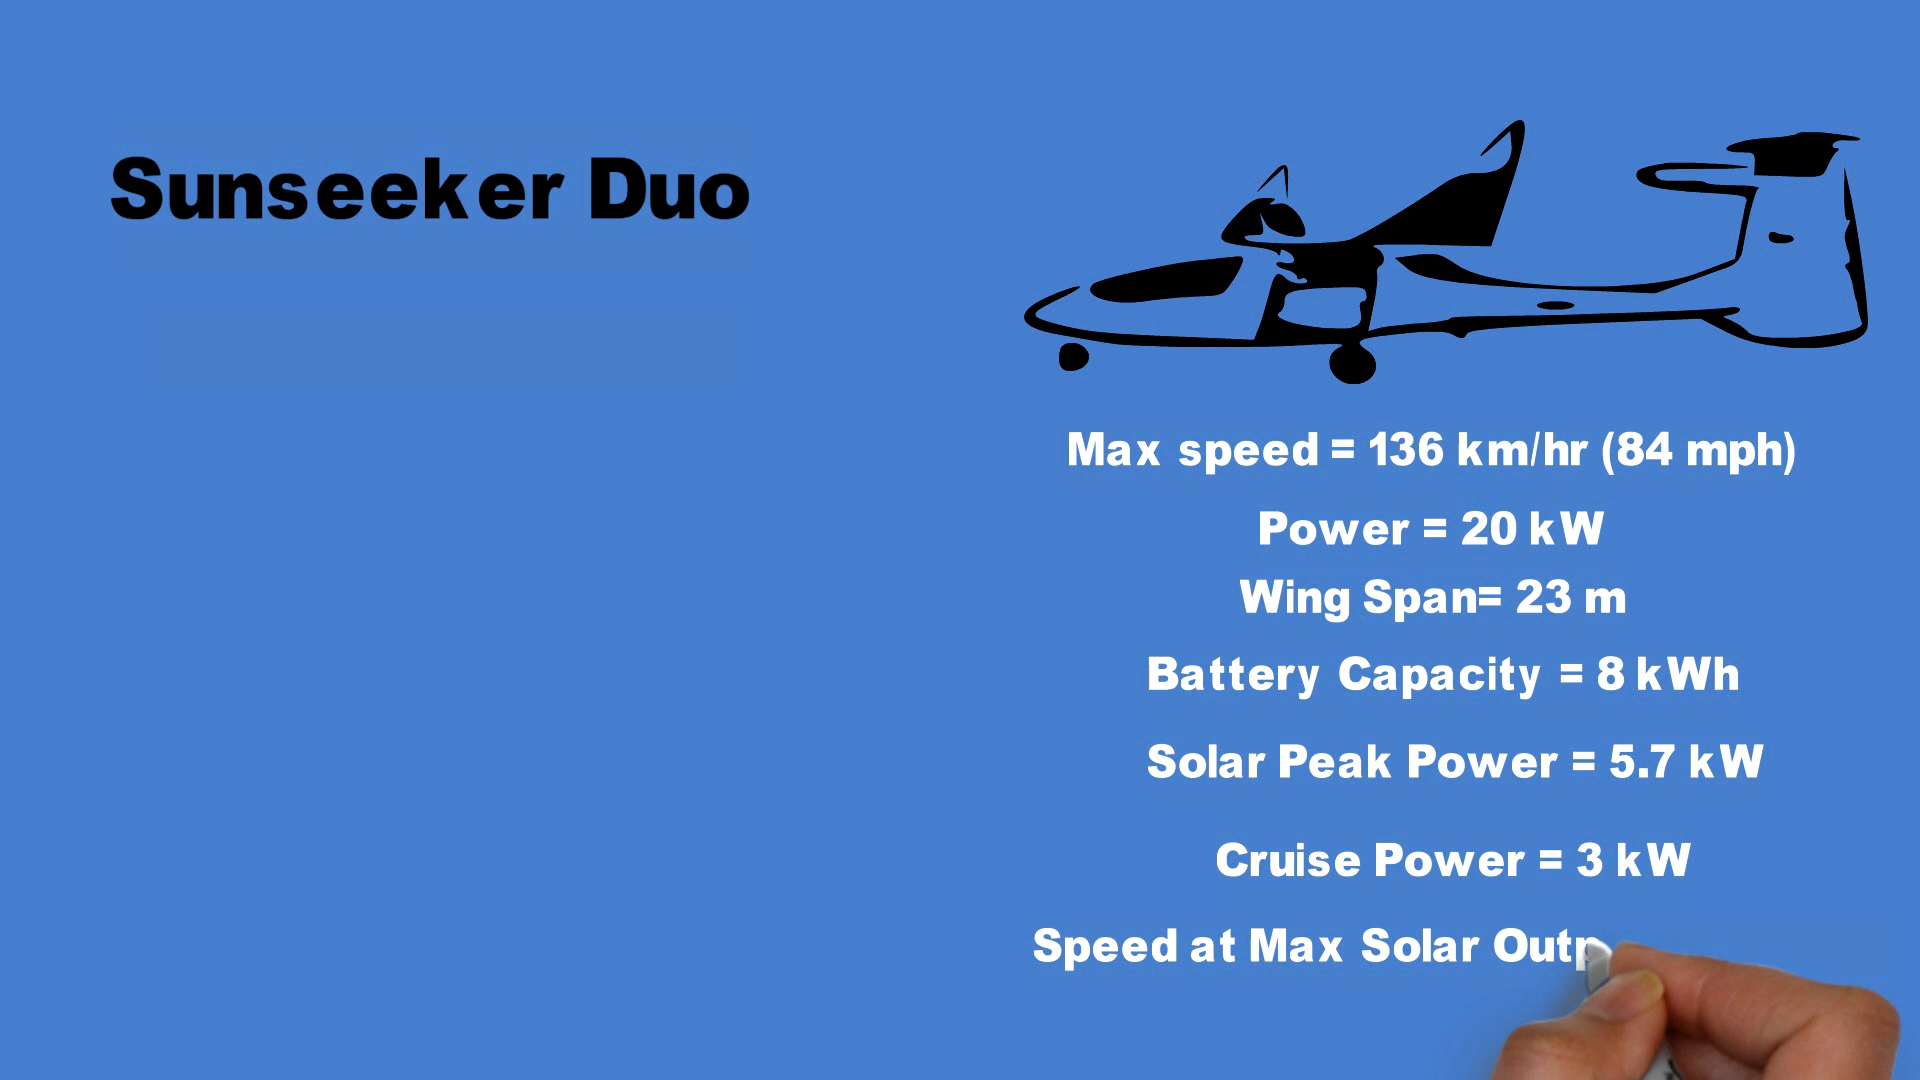 Sunseeker Duo
Max speed = 136 km/hr (84 mph)
Power = 20 kW
Wing Span= 23 m
Battery Capacity = 8 kWh
Solar Peak Power = 5.7 kW
Cruise Power = 3 kW
Speed at Max Solar Outp